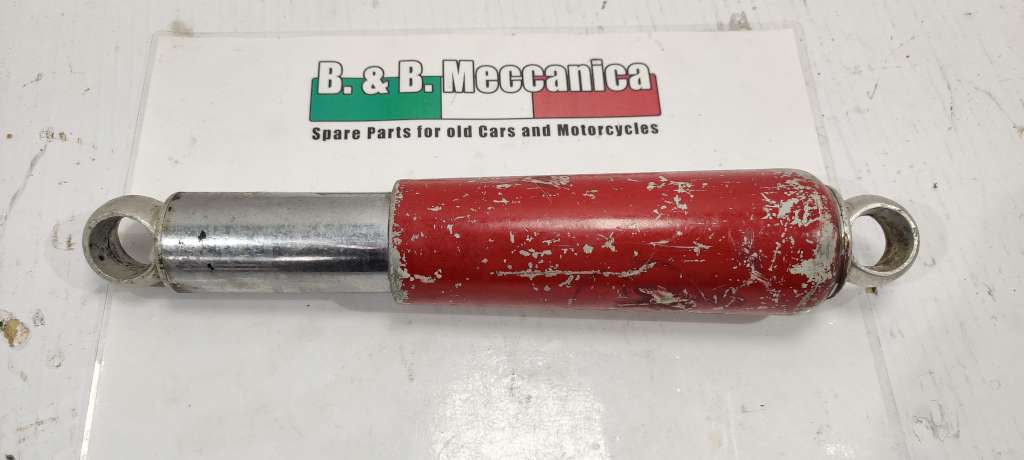 B. & B. Meccanica
Spare Parts for old Cars and Motorcycles